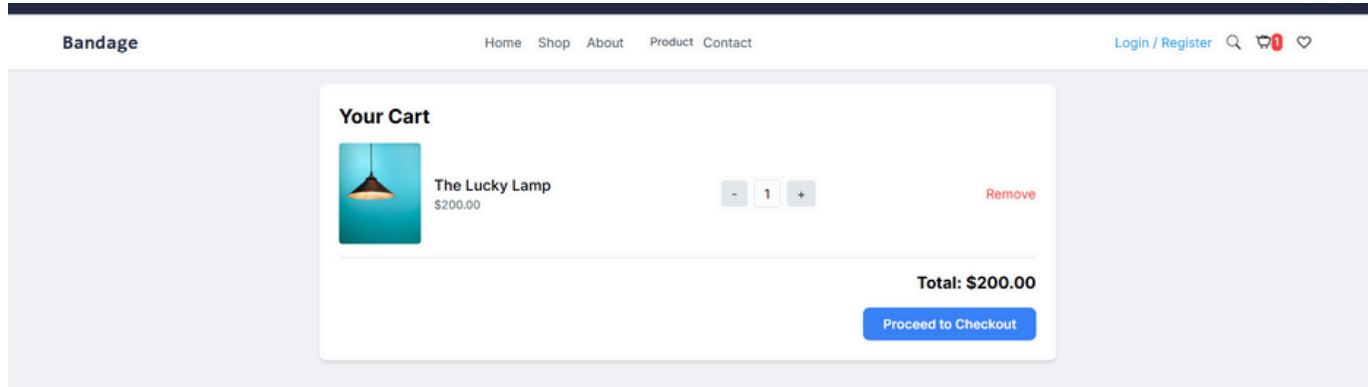 Bandage
Home Shop About Product Contact
Login / Register 1
Your Cart
The Lucky Lamp
$200.00
- 1 +
Remove
Total: $200.00
Proceed to Checkout